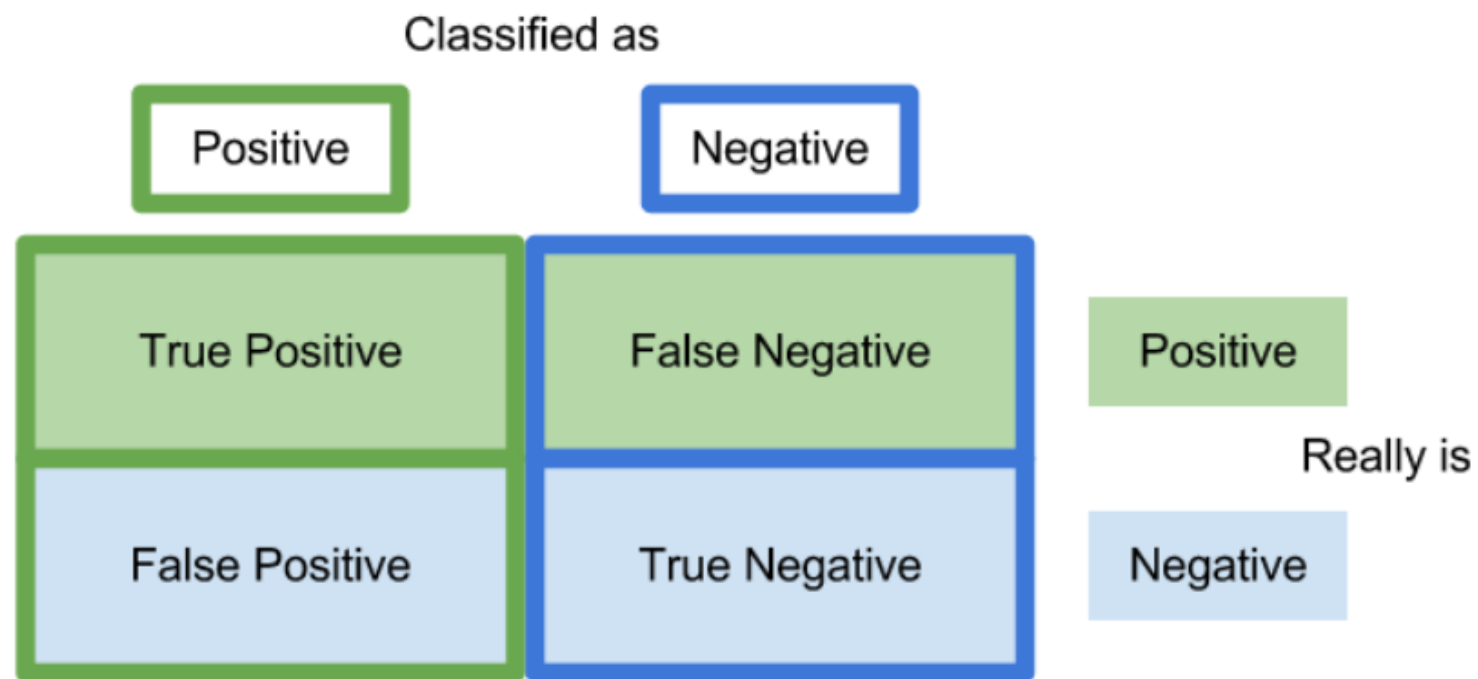 Classified as
Positive
Negative
True Positive
False Negative
Positive
Really is
False Positive
True Negative
Negative